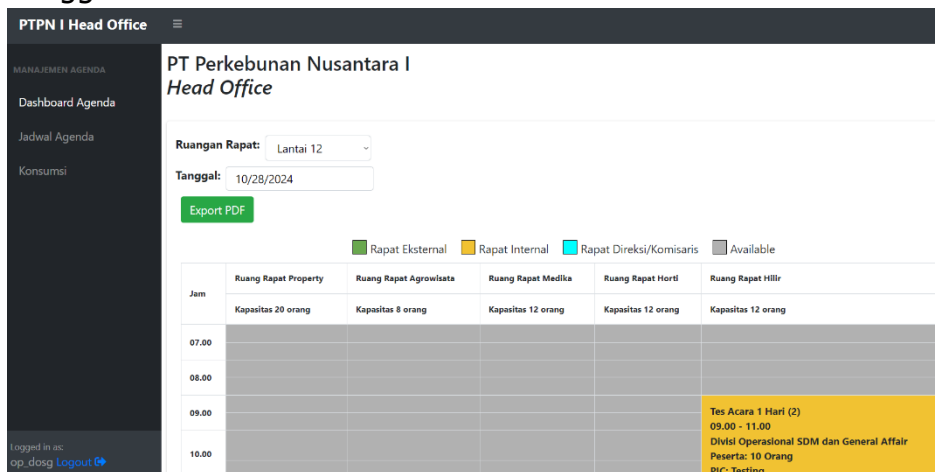 PTPN I Head Office
MANAJEMEN AGENDA
Dashboard Agenda
Jadwal Agenda
Konsumsi
Logged in as:
op_dosg Logout
PT Perkebunan Nusantara I
Head Office
Ruangan Rapat: Lantai 12
Tanggal: 10/28/2024
Export PDF
Rapat Eksternal Rapat Internal Rapat Direksi/Komisaris Available
Jam Ruang Rapat Property Ruang Rapat Agrowisata Ruang Rapat Medika Ruang Rapat Horti Ruang Rapat Hilir
Kapasitas 20 orang Kapasitas 8 orang Kapasitas 12 orang Kapasitas 12 orang Kapasitas 12 orang
07.00
08.00
09.00
10.00
Tes Acara 1 Hari (2)
09.00 - 11.00
Divisi Operasional SDM dan General Affair
Peserta: 10 Orang
PIC: Testing